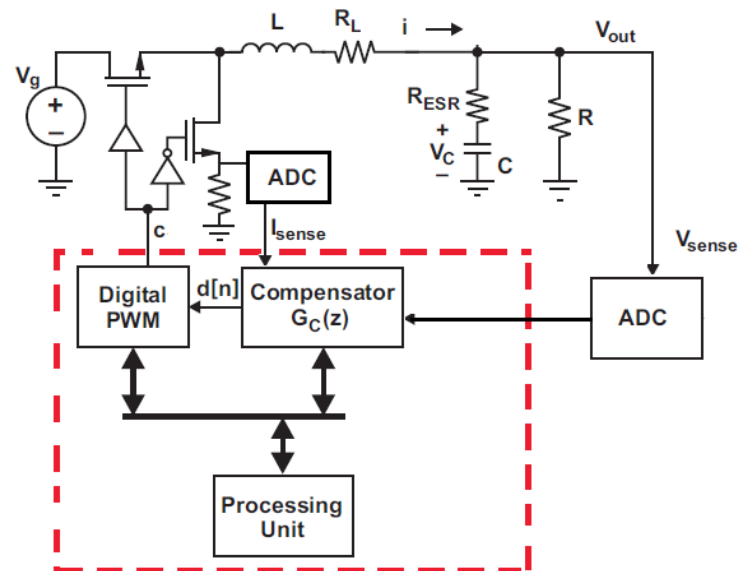 L
R_L
i
V_out
V_g
+
−
R_ESR
+
V_C
−
C
R
ADC
c
I_sense
V_sense
Digital
PWM
d[n]
Compensator
G_C(z)
ADC
Processing
Unit